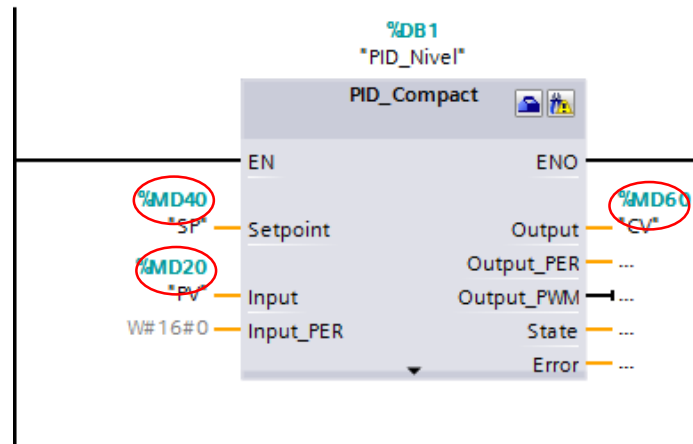 %DB1
"PID_Nivel"
PID_Compact
EN
ENO
%MD40
"SP"
Setpoint
%MD60
"CV"
Output
%MD20
"PV"
Input
Output_PER
...
Output_PWM
...
W#16#0
Input_PER
State
...
Error
...